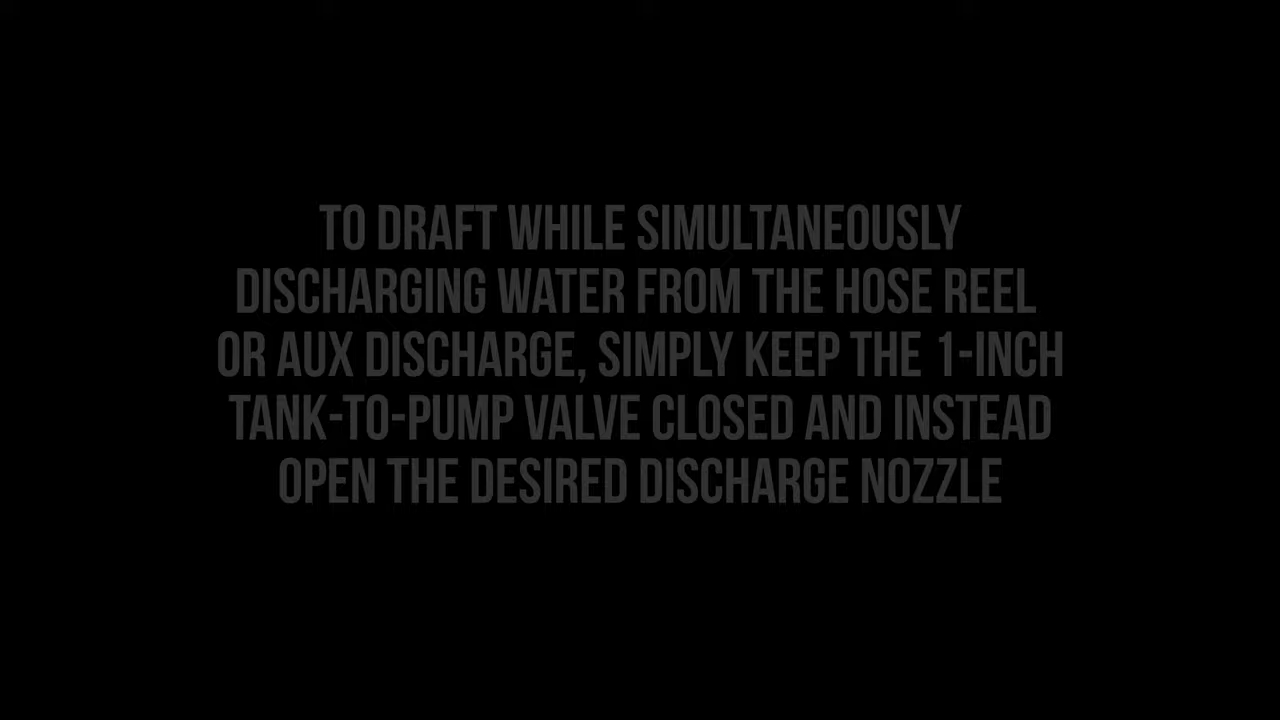 TO DRAFT WHILE SIMULTANEOUSLY
DISCHARGING WATER FROM THE HOSE REEL
OR AUX DISCHARGE, SIMPLY KEEP THE 1-INCH
TANK-TO-PUMP VALVE CLOSED AND INSTEAD
OPEN THE DESIRED DISCHARGE NOZZLE